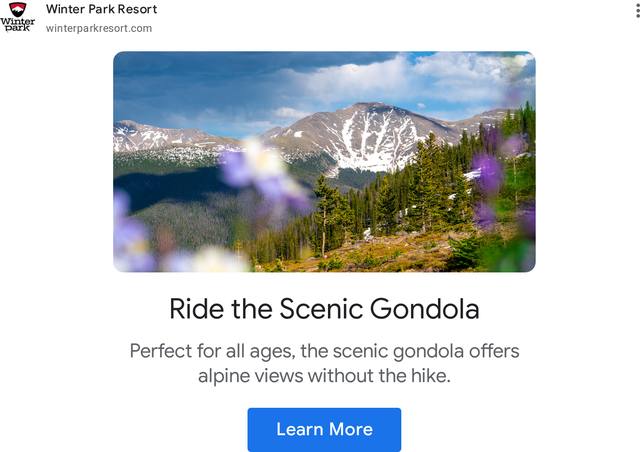 Winter Park Resort
winterparkresort.com
Winter
park
Ride the Scenic Gondola
Perfect for all ages, the scenic gondola offers
alpine views without the hike.
Learn More